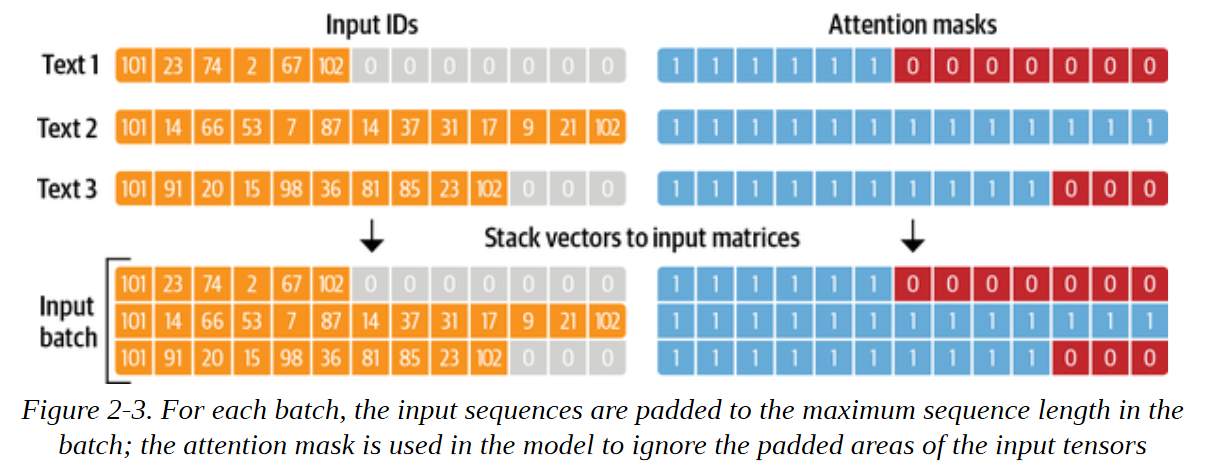 Input IDs Attention masks
Text 1 101 23 74 2 67 102 0 0 0 0 0 0 0 1 1 1 1 1 1 0 0 0 0 0 0 0
Text 2 101 14 66 53 7 87 14 37 31 17 9 21 102 1 1 1 1 1 1 1 1 1 1 1 1 1
Text 3 101 91 20 15 98 36 81 85 23 102 0 0 0 1 1 1 1 1 1 1 1 1 1 0 0 0
Stack vectors to input matrices
Input batch
101 23 74 2 67 102 0 0 0 0 0 0 0 1 1 1 1 1 1 0 0 0 0 0 0 0
101 14 66 53 7 87 14 37 31 17 9 21 102 1 1 1 1 1 1 1 1 1 1 1 1 1
101 91 20 15 98 36 81 85 23 102 0 0 0 1 1 1 1 1 1 1 1 1 1 0 0 0
Figure 2-3. For each batch, the input sequences are padded to the maximum sequence length in the
batch; the attention mask is used in the model to ignore the padded areas of the input tensors